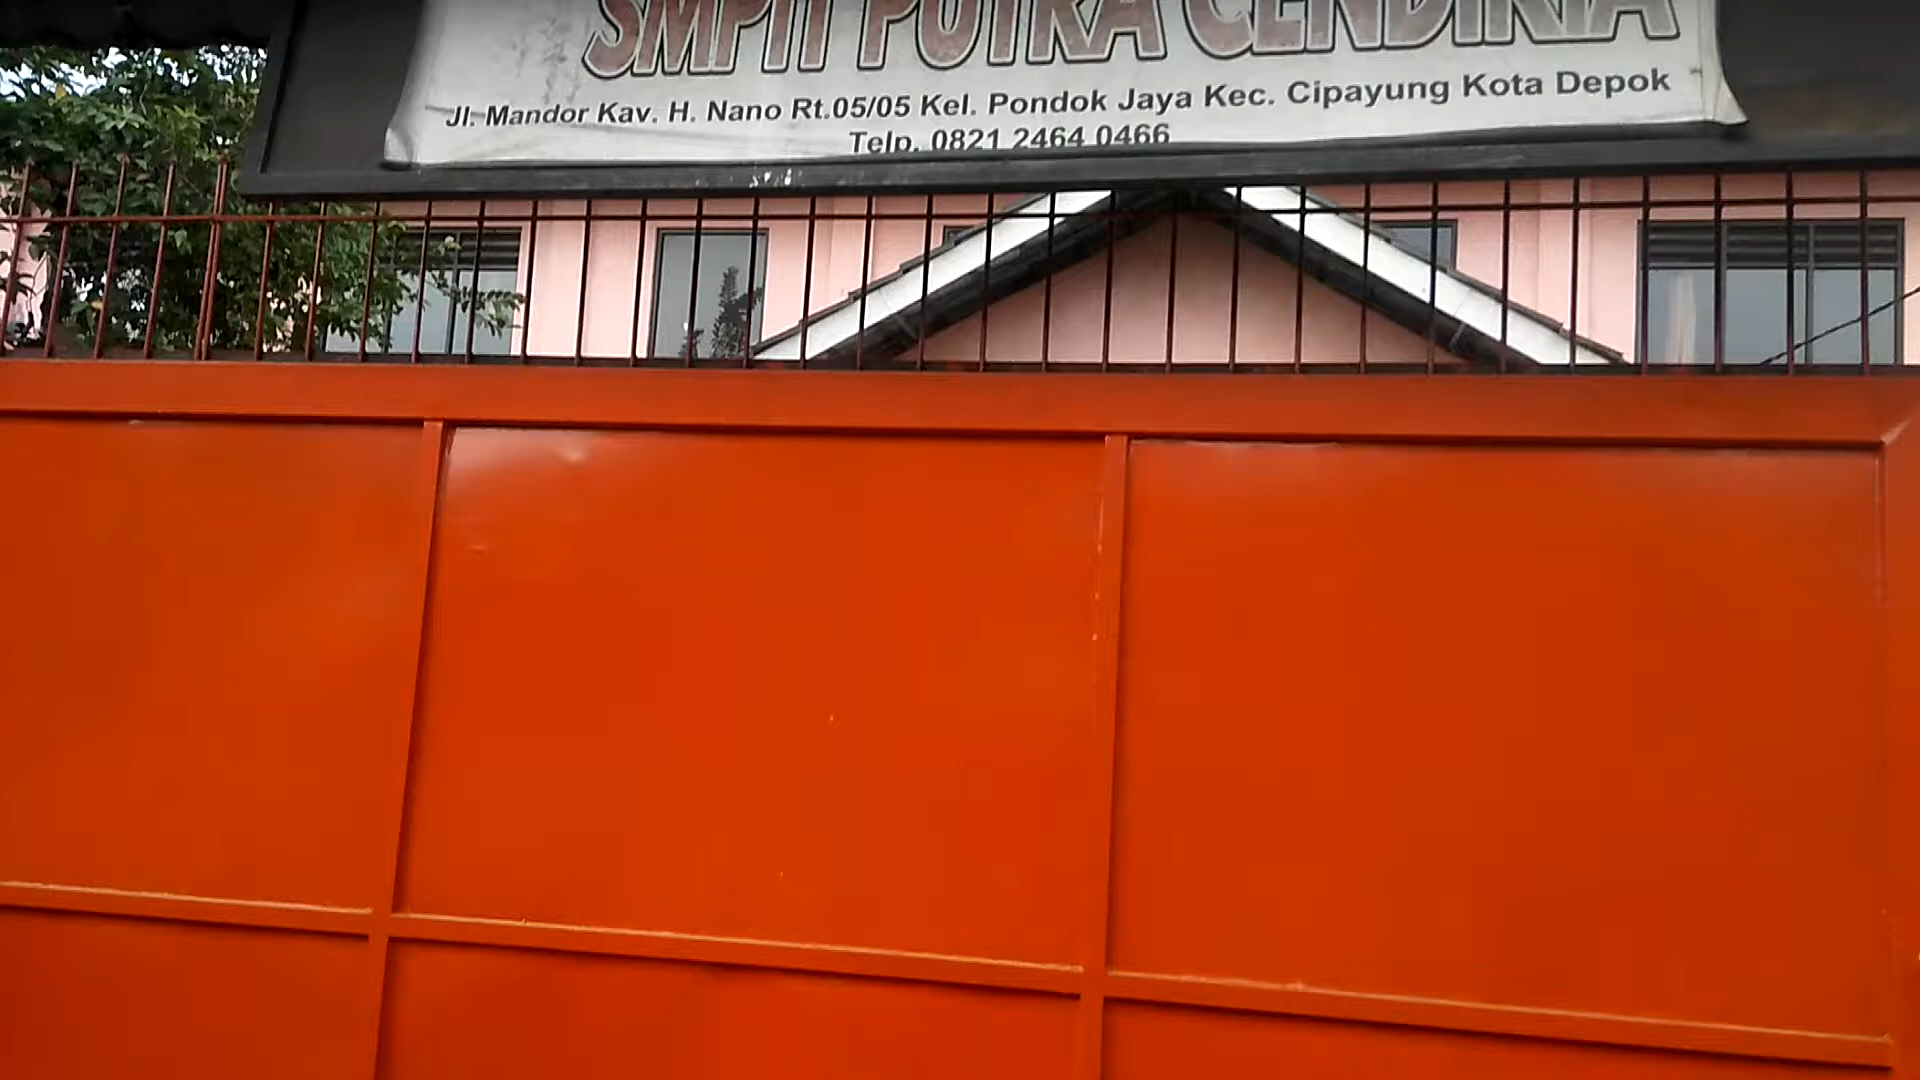 SMPIT PUTRA CENDIKIA
Jl. Mandor Kav. H. Nano Rt.05/05 Kel. Pondok Jaya Kec. Cipayung Kota Depok
Telp. 0821 2464 0466